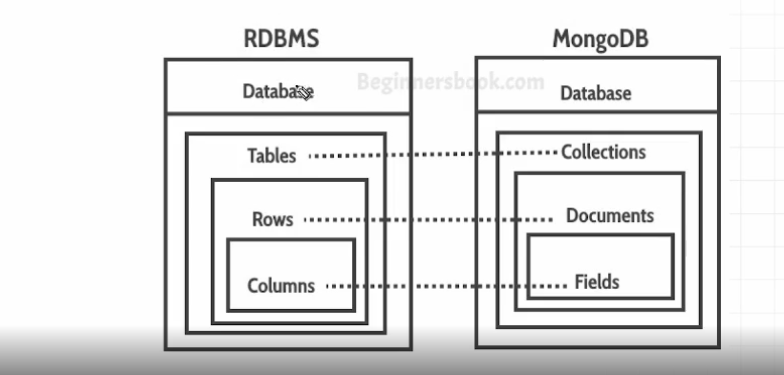 RDBMS
MongoDB
Beginnersbook.com
Database
Database
Tables
Collections
Rows
Documents
Columns
Fields